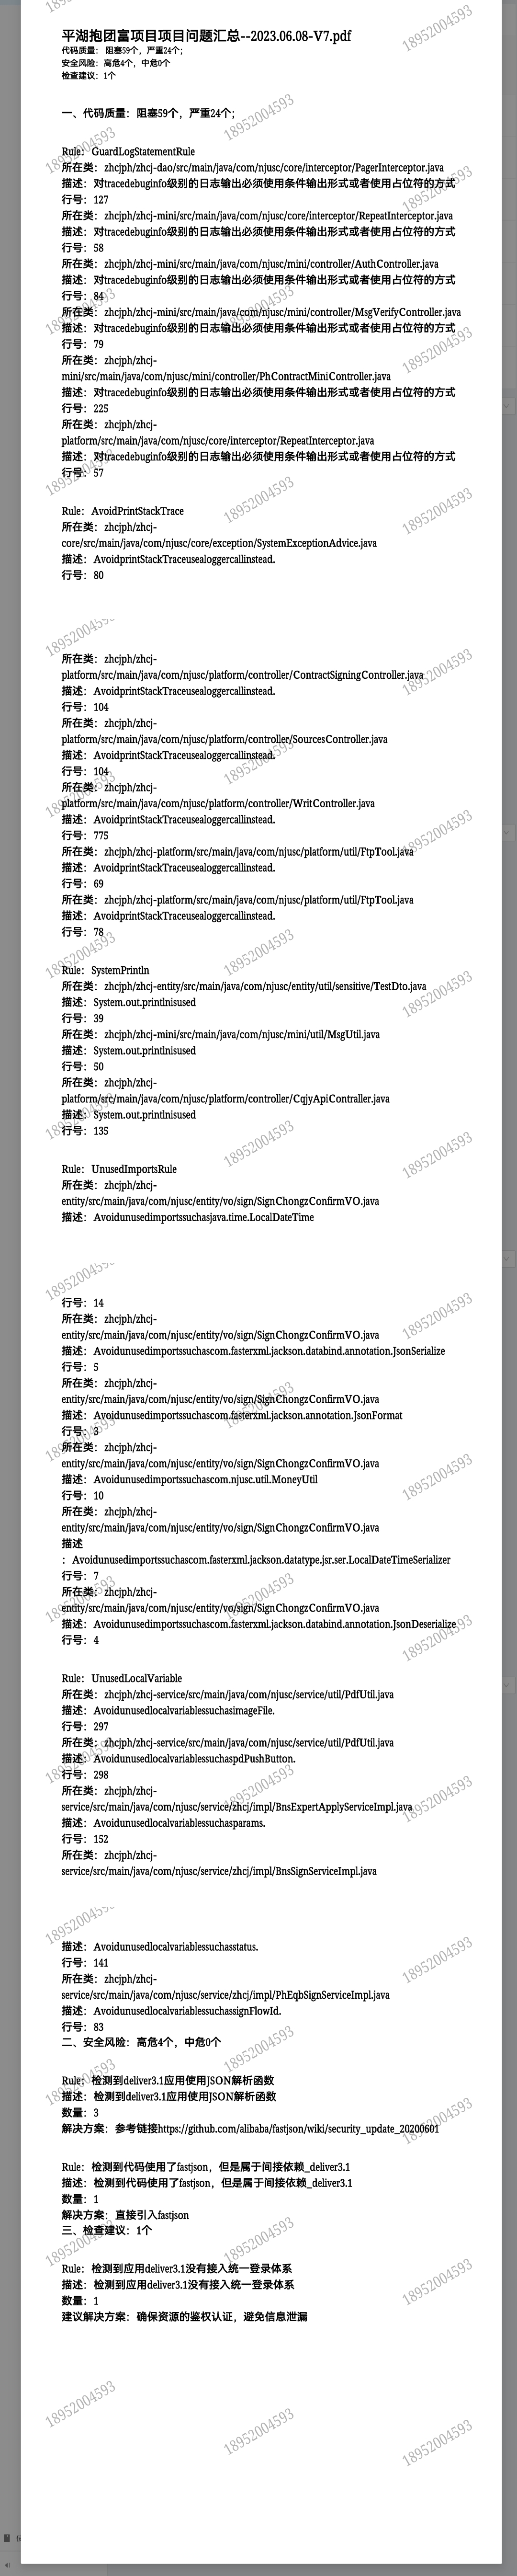 平湖抱团富项目项目问题汇总--2023.06.08-V7.pdf
代码质量： 阻塞59个，严重24个；
安全风险：高危4个，中危0个
检查建议：1个
一、代码质量：阻塞59个，严重24个；
Rule：GuardLogStatementRule
所在类：zhcjph/zhcj-dao/src/main/java/com/njusc/core/interceptor/PagerInterceptor.java
描述：对tracedebuginfo级别的日志输出必须使用条件输出形式或者使用占位符的方式
行号：127
所在类：zhcjph/zhcj-mini/src/main/java/com/njusc/core/interceptor/RepeatInterceptor.java
描述：对tracedebuginfo级别的日志输出必须使用条件输出形式或者使用占位符的方式
行号：58
所在类：zhcjph/zhcj-mini/src/main/java/com/njusc/mini/controller/AuthController.java
描述：对tracedebuginfo级别的日志输出必须使用条件输出形式或者使用占位符的方式
行号：84
所在类：zhcjph/zhcj-mini/src/main/java/com/njusc/mini/controller/MsgVerifyController.java
描述：对tracedebuginfo级别的日志输出必须使用条件输出形式或者使用占位符的方式
行号：79
所在类：zhcjph/zhcj-
mini/src/main/java/com/njusc/mini/controller/PhContractMiniController.java
描述：对tracedebuginfo级别的日志输出必须使用条件输出形式或者使用占位符的方式
行号：225
所在类：zhcjph/zhcj-
platform/src/main/java/com/njusc/core/interceptor/RepeatInterceptor.java
描述：对tracedebuginfo级别的日志输出必须使用条件输出形式或者使用占位符的方式
行号：57
Rule：AvoidPrintStackTrace
所在类：zhcjph/zhcj-
core/src/main/java/com/njusc/core/exception/SystemExceptionAdvice.java
描述：AvoidprintStackTraceusealoggercallinstead.
行号：80
所在类：zhcjph/zhcj-
platform/src/main/java/com/njusc/platform/controller/ContractSigningController.java
描述：AvoidprintStackTraceusealoggercallinstead.
行号：104
所在类：zhcjph/zhcj-
platform/src/main/java/com/njusc/platform/controller/SourcesController.java
描述：AvoidprintStackTraceusealoggercallinstead.
行号：104
所在类：zhcjph/zhcj-
platform/src/main/java/com/njusc/platform/controller/WritController.java
描述：AvoidprintStackTraceusealoggercallinstead.
行号：775
所在类：zhcjph/zhcj-platform/src/main/java/com/njusc/platform/util/FtpTool.java
描述：AvoidprintStackTraceusealoggercallinstead.
行号：69
所在类：zhcjph/zhcj-platform/src/main/java/com/njusc/platform/util/FtpTool.java
描述：AvoidprintStackTraceusealoggercallinstead.
行号：78
Rule：SystemPrintln
所在类：zhcjph/zhcj-entity/src/main/java/com/njusc/entity/util/sensitive/TestDto.java
描述：System.out.printlnisused
行号：39
所在类：zhcjph/zhcj-mini/src/main/java/com/njusc/mini/util/MsgUtil.java
描述：System.out.printlnisused
行号：50
所在类：zhcjph/zhcj-
platform/src/main/java/com/njusc/platform/controller/CqjyApiContraller.java
描述：System.out.printlnisused
行号：135
Rule：UnusedImportsRule
所在类：zhcjph/zhcj-
entity/src/main/java/com/njusc/entity/vo/sign/SignChongzConfirmVO.java
描述：Avoidunusedimportssuchasjava.time.LocalDateTime
行号：14
所在类：zhcjph/zhcj-
entity/src/main/java/com/njusc/entity/vo/sign/SignChongzConfirmVO.java
描述：Avoidunusedimportssuchascom.fasterxml.jackson.databind.annotation.JsonSerialize
行号：5
所在类：zhcjph/zhcj-
entity/src/main/java/com/njusc/entity/vo/sign/SignChongzConfirmVO.java
描述：Avoidunusedimportssuchascom.fasterxml.jackson.annotation.JsonFormat
行号：3
所在类：zhcjph/zhcj-
entity/src/main/java/com/njusc/entity/vo/sign/SignChongzConfirmVO.java
描述：Avoidunusedimportssuchascom.njusc.util.MoneyUtil
行号：10
所在类：zhcjph/zhcj-
entity/src/main/java/com/njusc/entity/vo/sign/SignChongzConfirmVO.java
描述
：Avoidunusedimportssuchascom.fasterxml.jackson.datatype.jsr.ser.LocalDateTimeSerializer
行号：7
所在类：zhcjph/zhcj-
entity/src/main/java/com/njusc/entity/vo/sign/SignChongzConfirmVO.java
描述：Avoidunusedimportssuchascom.fasterxml.jackson.databind.annotation.JsonDeserialize
行号：4
Rule：UnusedLocalVariable
所在类：zhcjph/zhcj-service/src/main/java/com/njusc/service/util/PdfUtil.java
描述：AvoidunusedlocalvariablessuchasimageFile.
行号：297
所在类：zhcjph/zhcj-service/src/main/java/com/njusc/service/util/PdfUtil.java
描述：AvoidunusedlocalvariablessuchaspdPushButton.
行号：298
所在类：zhcjph/zhcj-
service/src/main/java/com/njusc/service/zhcj/impl/BnsExpertApplyServiceImpl.java
描述：Avoidunusedlocalvariablessuchasparams.
行号：152
所在类：zhcjph/zhcj-
service/src/main/java/com/njusc/service/zhcj/impl/BnsSignServiceImpl.java
描述：Avoidunusedlocalvariablessuchasstatus.
行号：141
所在类：zhcjph/zhcj-
service/src/main/java/com/njusc/service/zhcj/impl/PhEqbSignServiceImpl.java
描述：AvoidunusedlocalvariablessuchassignFlowId.
行号：83
二、安全风险：高危4个，中危0个
Rule：检测到deliver3.1应用使用JSON解析函数
描述：检测到deliver3.1应用使用JSON解析函数
数量：3
解决方案：参考链接https://github.com/alibaba/fastjson/wiki/security_update_20200601
Rule：检测到代码使用了fastjson，但是属于间接依赖_deliver3.1
描述：检测到代码使用了fastjson，但是属于间接依赖_deliver3.1
数量：1
解决方案：直接引入fastjson
三、检查建议：1个
Rule：检测到应用deliver3.1没有接入统一登录体系
描述：检测到应用deliver3.1没有接入统一登录体系
数量：1
建议解决方案：确保资源的鉴权认证，避免信息泄漏
18952004593